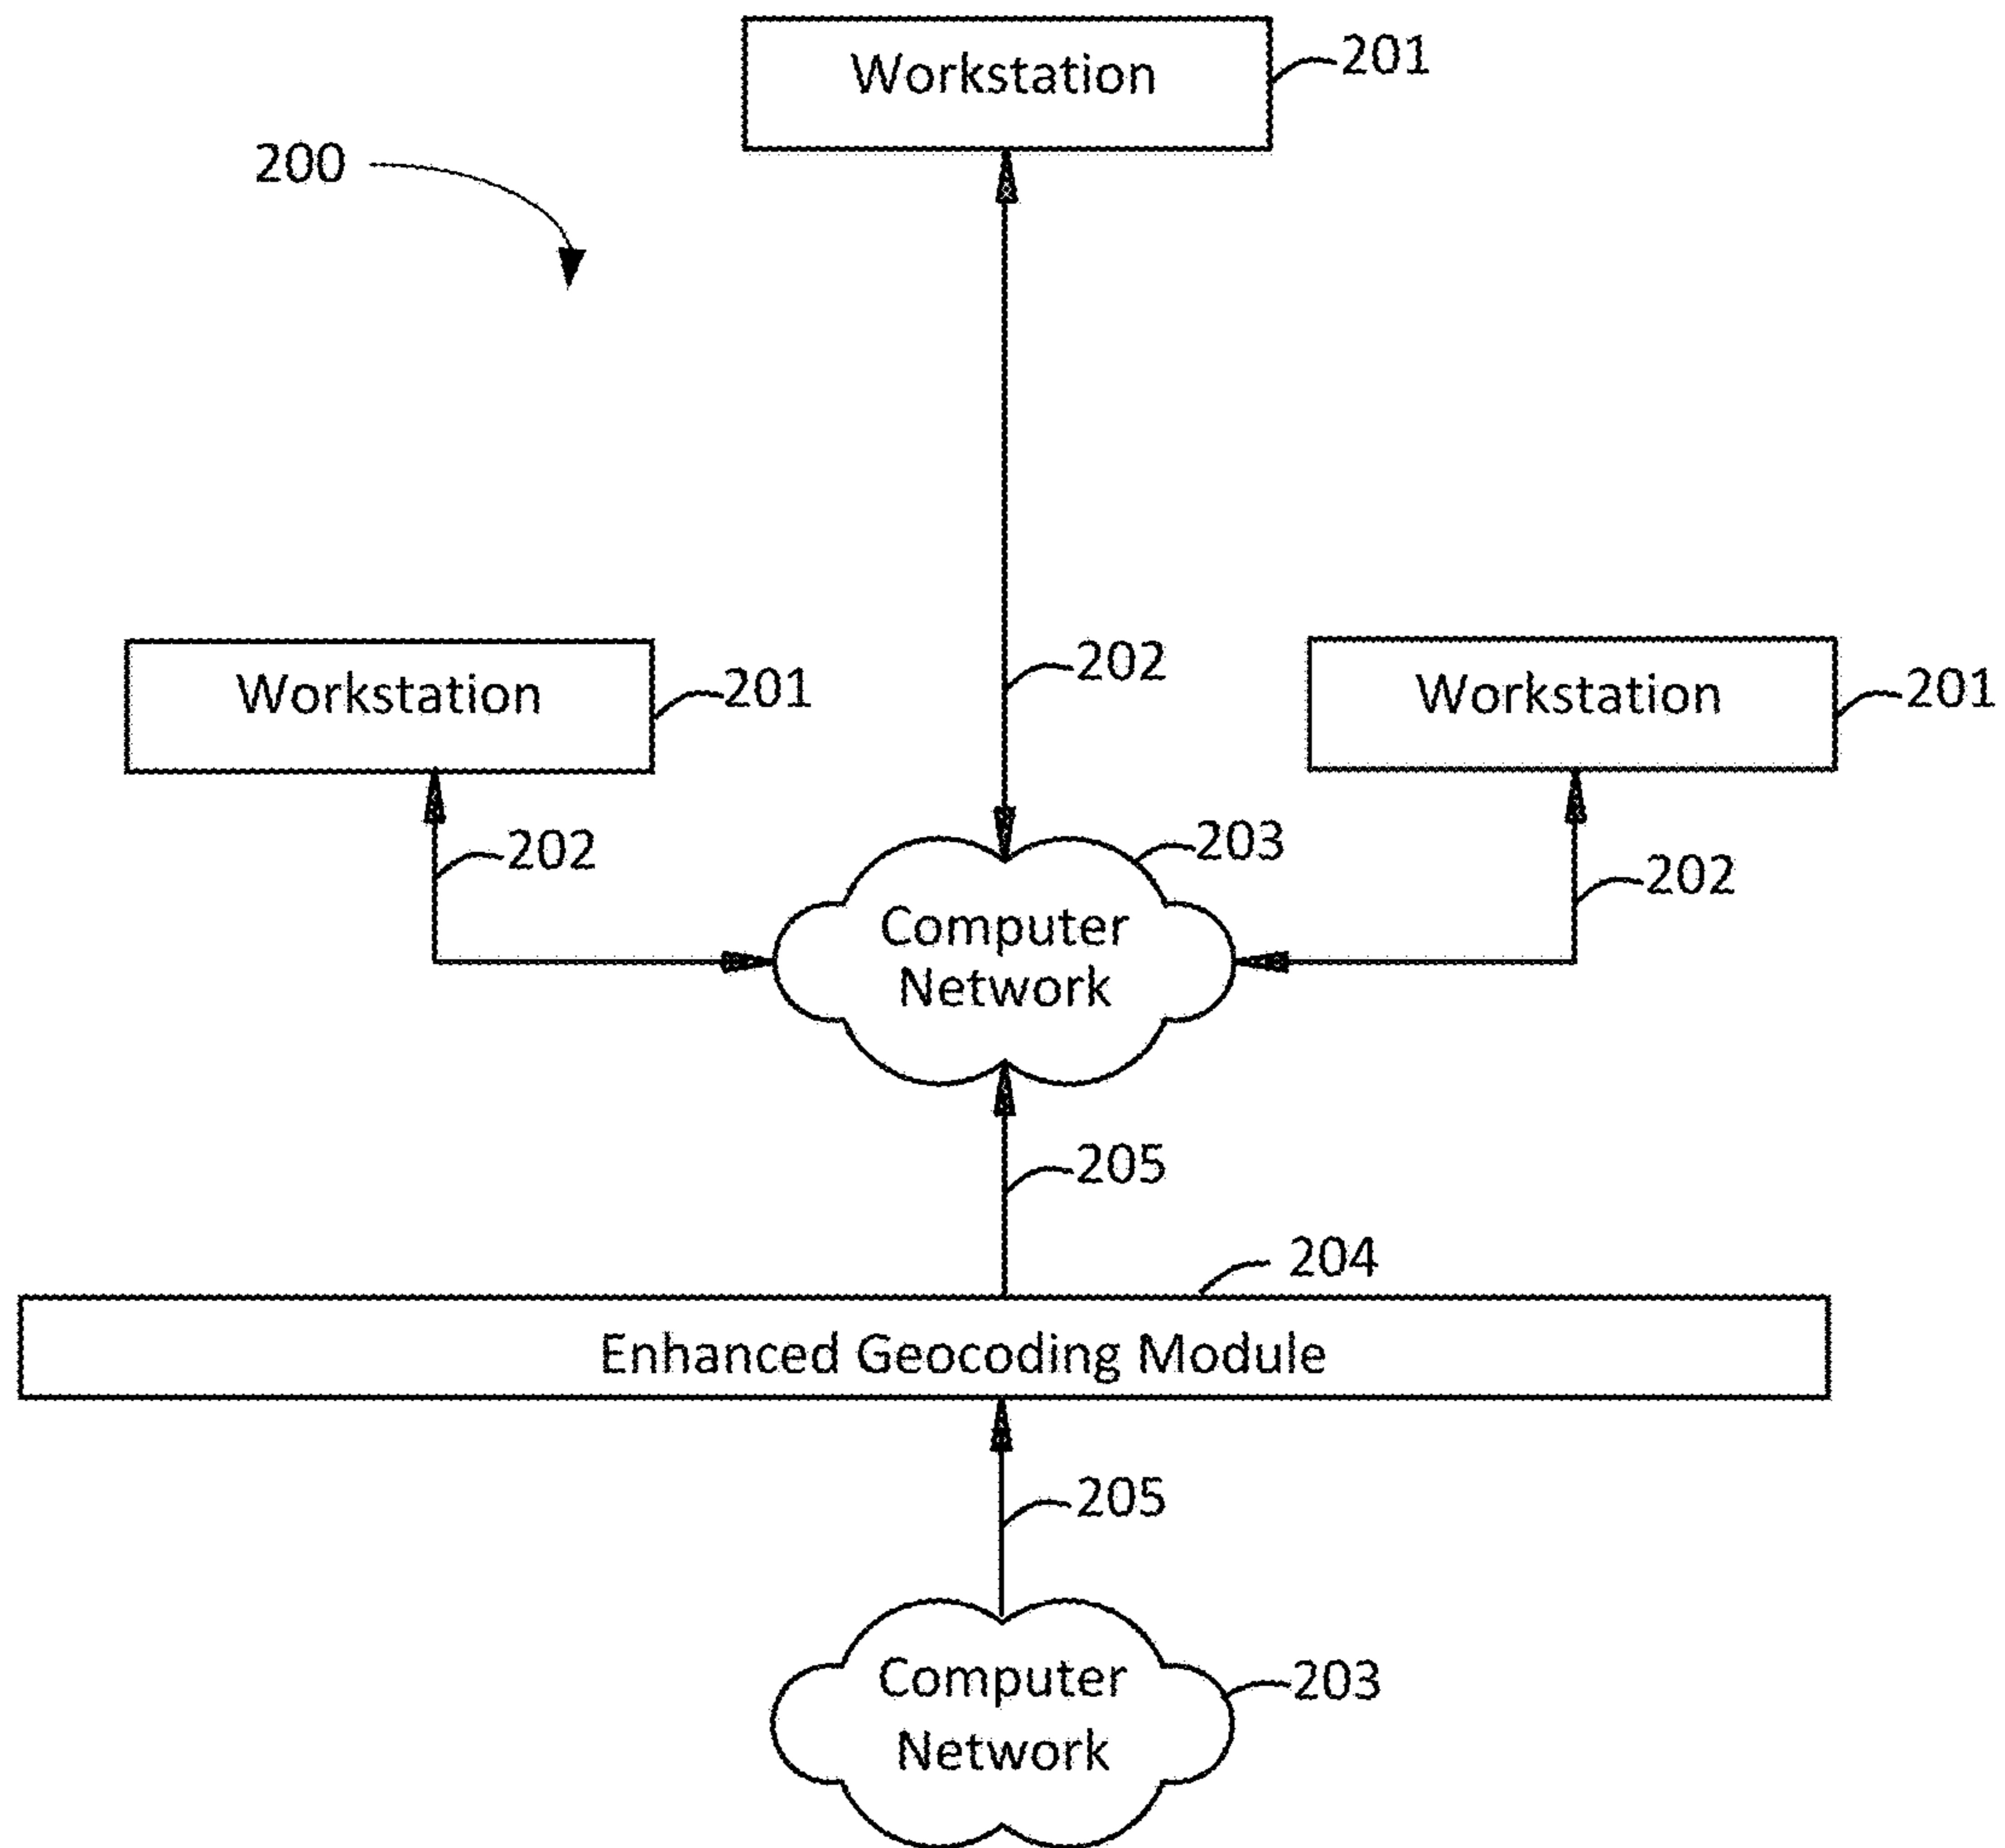 Workstation
201
200
202
Workstation
201
Workstation
201
202
203
202
Computer
Network
205
204
Enhanced Geocoding Module
205
Computer
Network
203